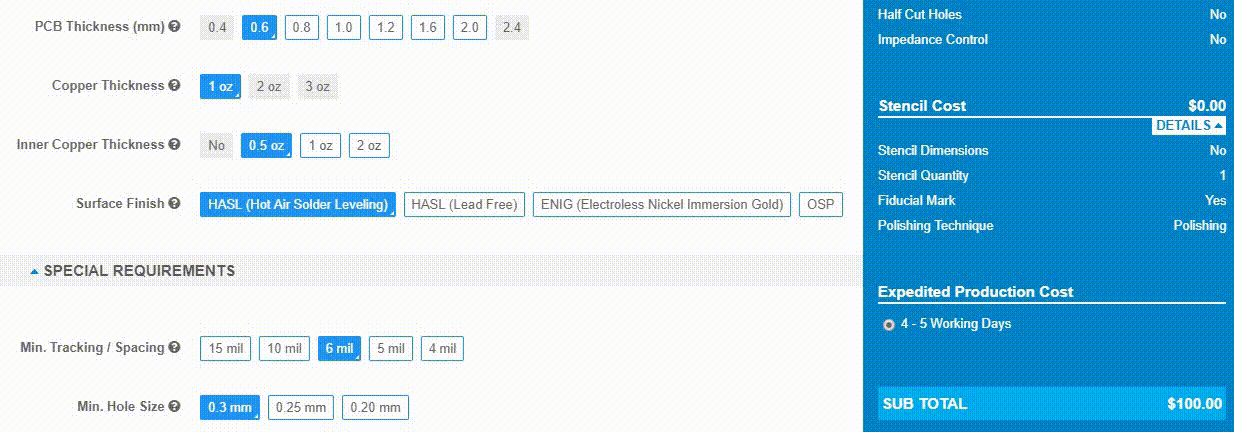 PCB Thickness (mm) 0.4 0.6 0.8 1.0 1.2 1.6 2.0 2.4
Copper Thickness 1 oz 2 oz 3 oz
Inner Copper Thickness No 0.5 oz 1 oz 2 oz
Surface Finish HASL (Hot Air Solder Leveling) HASL (Lead Free) ENIG (Electroless Nickel Immersion Gold) OSP
SPECIAL REQUIREMENTS
Min. Tracking / Spacing 15 mil 10 mil 6 mil 5 mil 4 mil
Min. Hole Size 0.3 mm 0.25 mm 0.20 mm
Half Cut Holes No
Impedance Control No
Stencil Cost $0.00
DETAILS
Stencil Dimensions No
Stencil Quantity 1
Fiducial Mark Yes
Polishing Technique Polishing
Expedited Production Cost
4 - 5 Working Days
SUB TOTAL $100.00